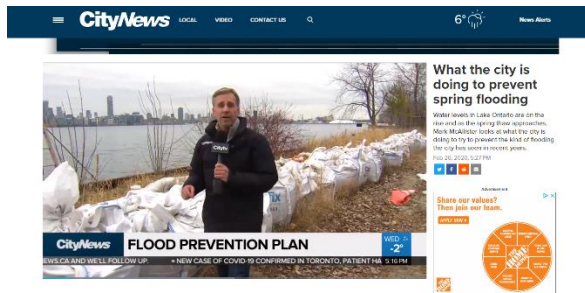 CityNews LOCAL VIDEO CONTACT US 6° News Alerts
What the city is
doing to prevent
spring flooding
Water levels in Lake Ontario are on the
rise and as the spring thaw approaches,
Mark McAllister looks at what the city is
doing to try to prevent the kind of flooding
the city has seen in recent years.
Feb 26, 2020, 5:27 PM
City
CityNews FLOOD PREVENTION PLAN WED
-2°
EWS.CA AND WE'LL FOLLOW UP. NEW CASE OF COVID-19 CONFIRMED IN TORONTO, PATIENT HA 5:16 PM
Advertisement
Share our values?
Then join our team.
APPLY NOW